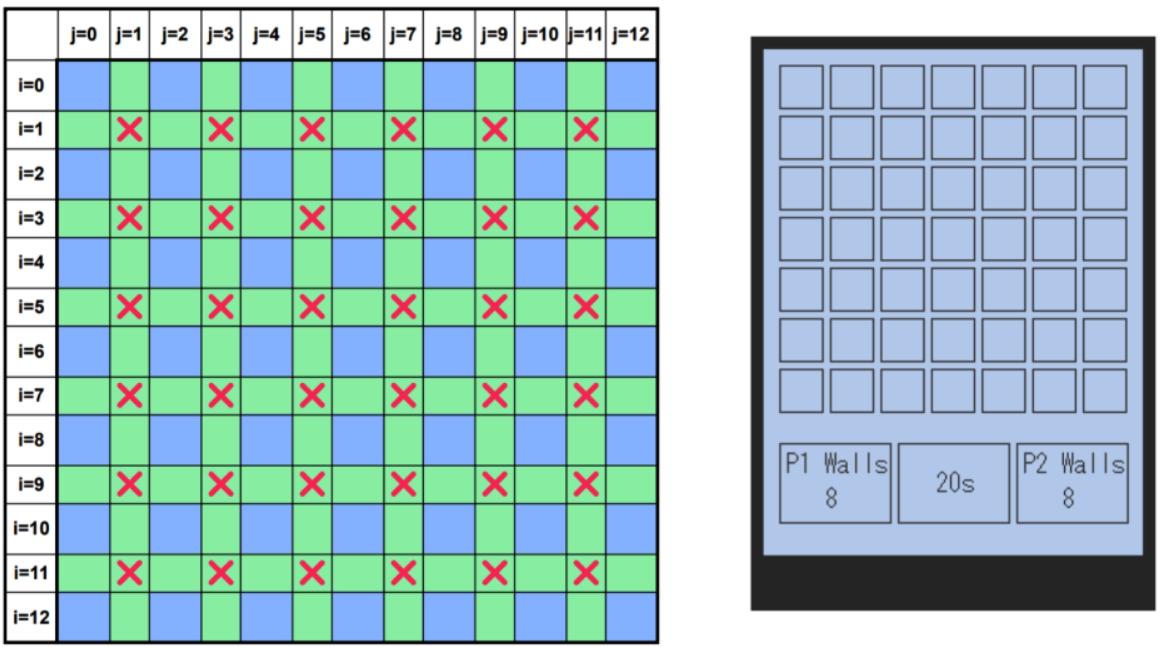 j=0 j=1 j=2 j=3 j=4 j=5 j=6 j=7 j=8 j=9 j=10 j=11 j=12
i=0
i=1
i=2
i=3
i=4
i=5
i=6
i=7
i=8
i=9
i=10
i=11
i=12
P1 Walls
8
20s
P2 Walls
8